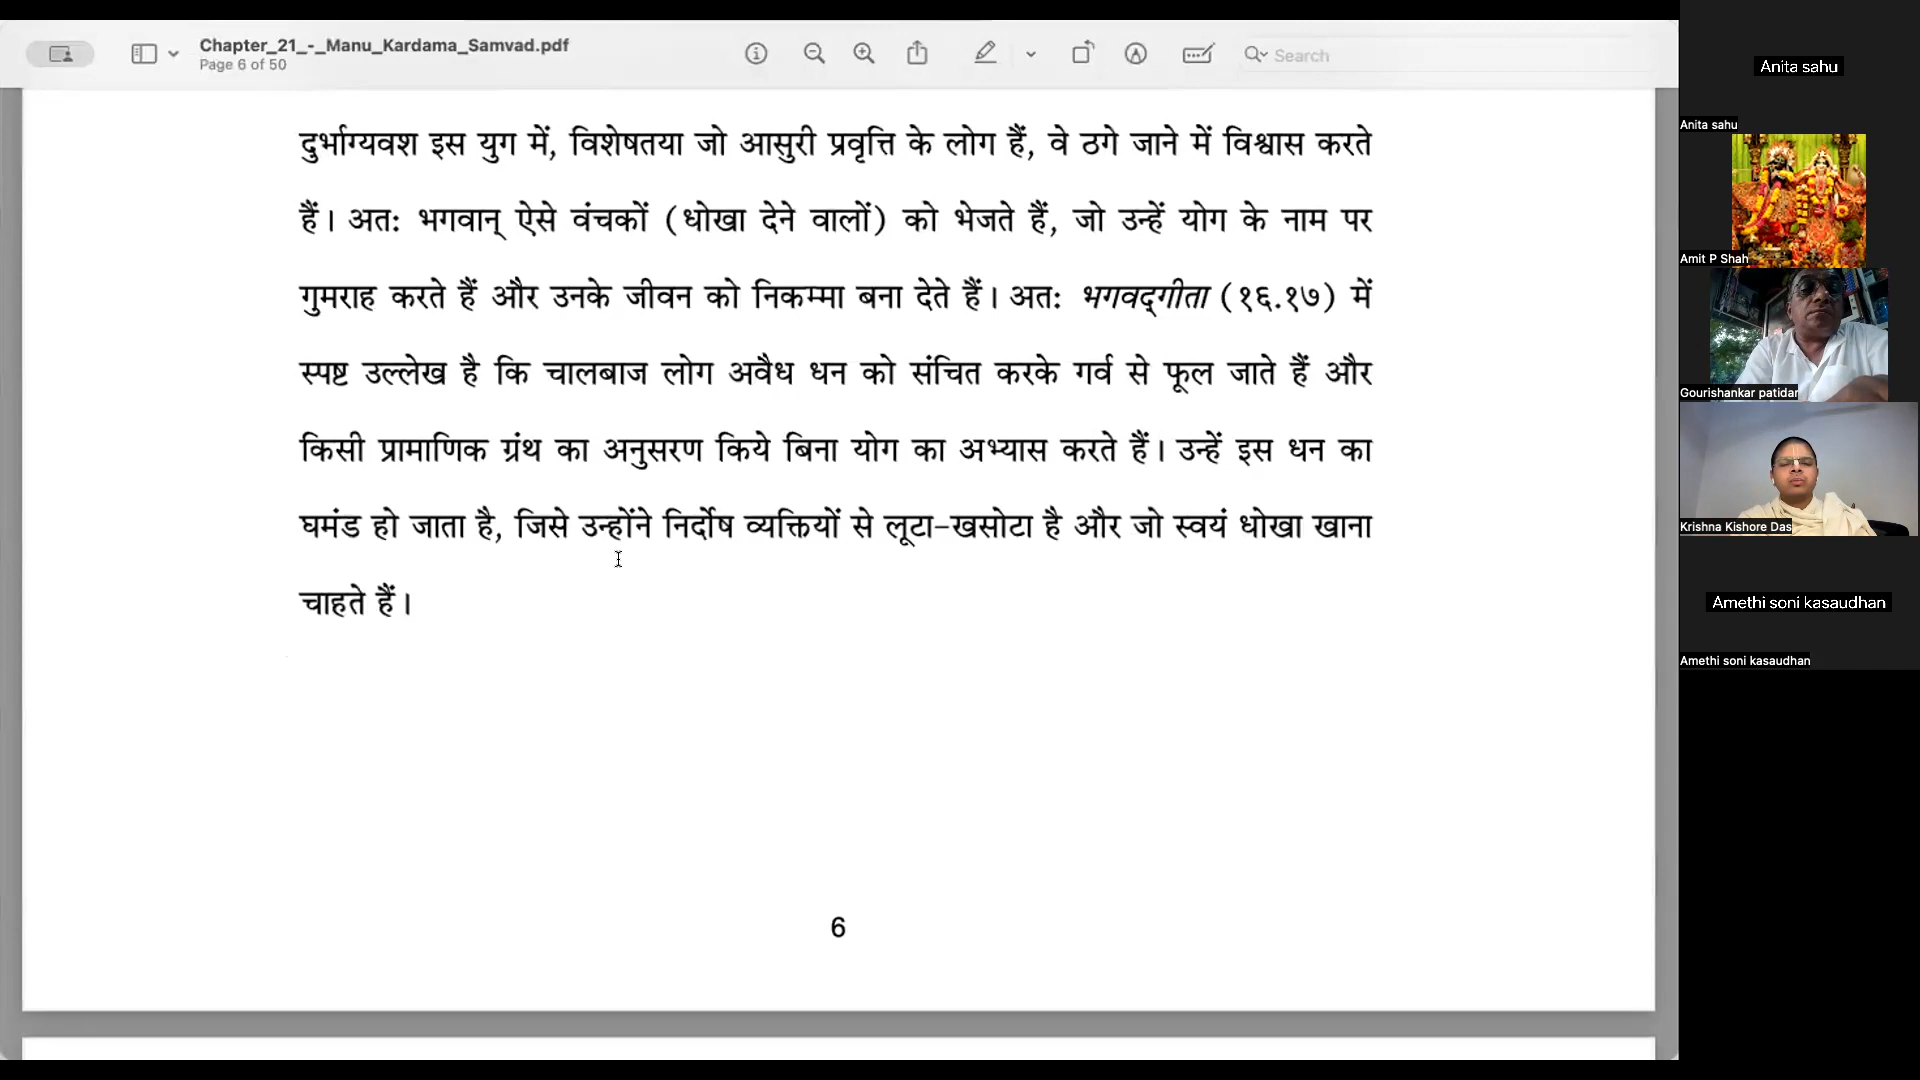 Chapter_21_-_Manu_Kardama_Samvad.pdf
Page 6 of 50
Search
दुर्भाग्यवश इस युग में, विशेषतया जो आसुरी प्रवृत्ति के लोग हैं, वे ठगे जाने में विश्वास करते
हैं। अतः भगवान् ऐसे वंचकों (धोखा देने वालों) को भेजते हैं, जो उन्हें योग के नाम पर
गुमराह करते हैं और उनके जीवन को निकम्मा बना देते हैं। अतः भगवद्गीता (१६.१७) में
स्पष्ट उल्लेख है कि चालबाज लोग अवैध धन को संचित करके गर्व से फूल जाते हैं और
किसी प्रामाणिक ग्रंथ का अनुसरण किये बिना योग का अभ्यास करते हैं। उन्हें इस धन का
घमंड हो जाता है, जिसे उन्होंने निर्दोष व्यक्तियों से लूटा-खसोटा है और जो स्वयं धोखा खाना
चाहते हैं।
6
Anita sahu
Anita sahu
Amit P Shah
Gourishankar patidar
Krishna Kishore Das
Amethi soni kasaudhan
Amethi soni kasaudhan